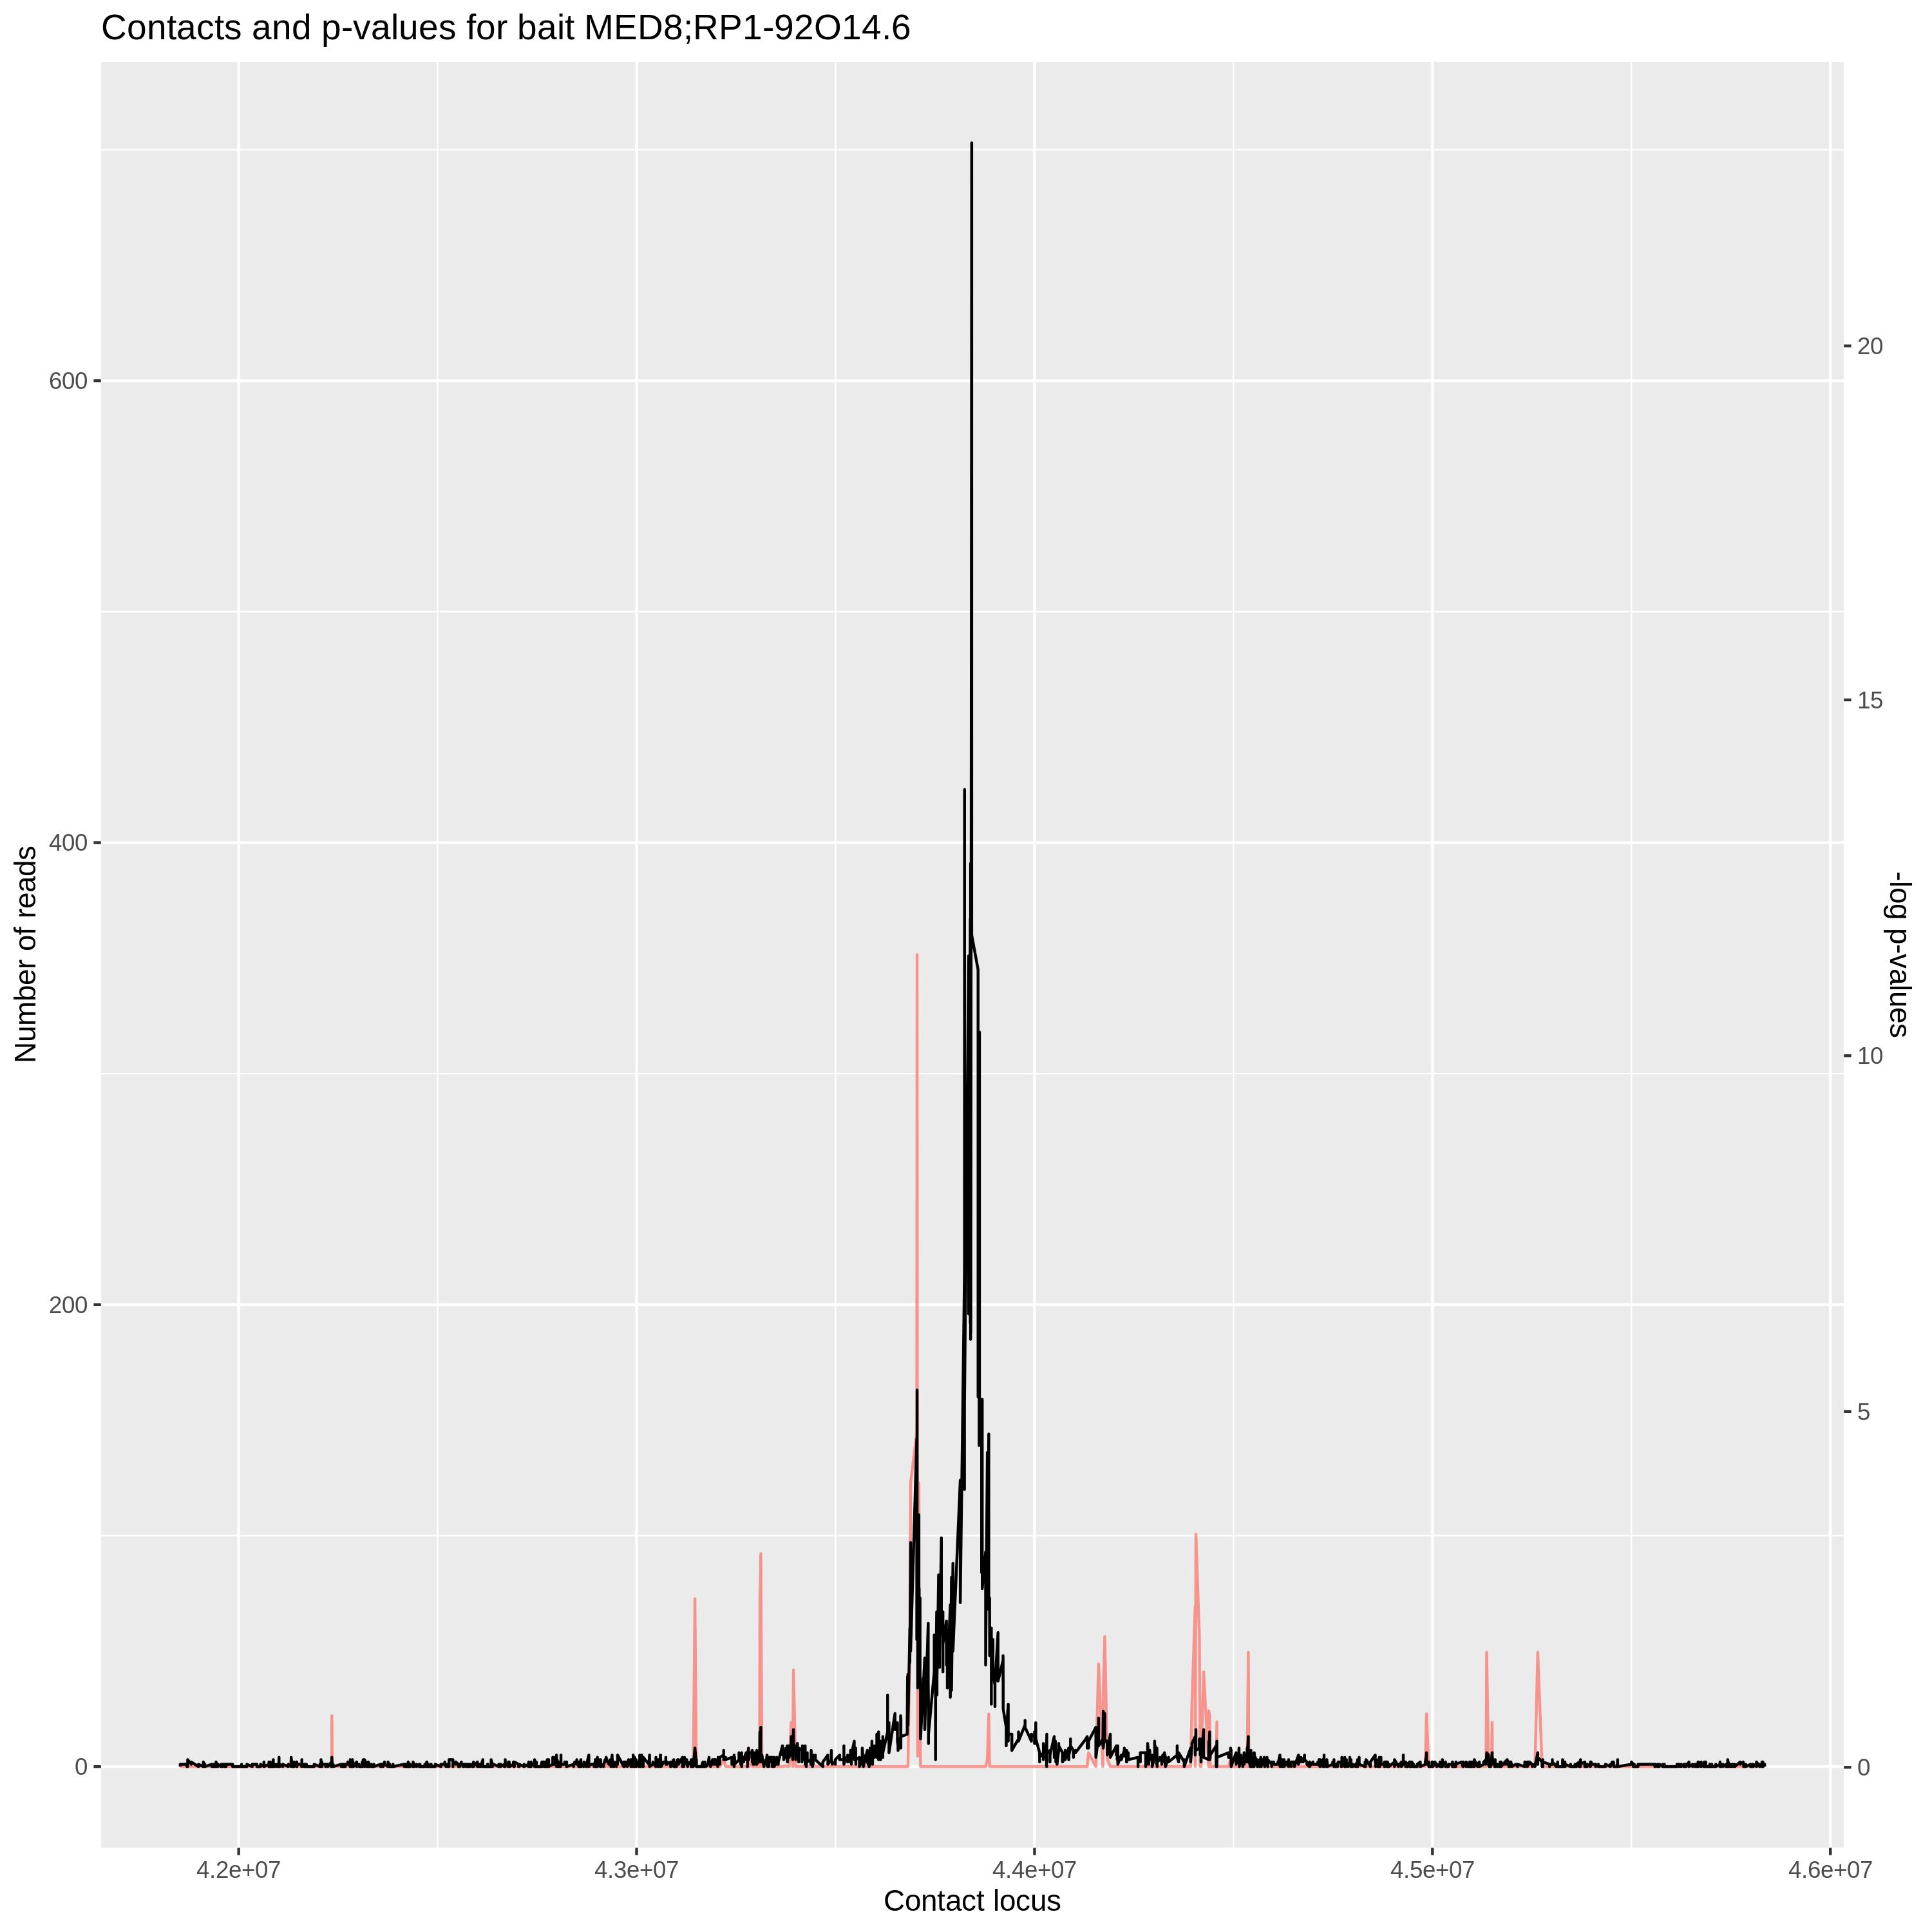 Contacts and p-values for bait MED8;RP1-92O14.6
600
400
200
0
Number of reads
20
15
10
5
0
-log p-values
4.2e+07
4.3e+07
4.4e+07
4.5e+07
4.6e+07
Contact locus